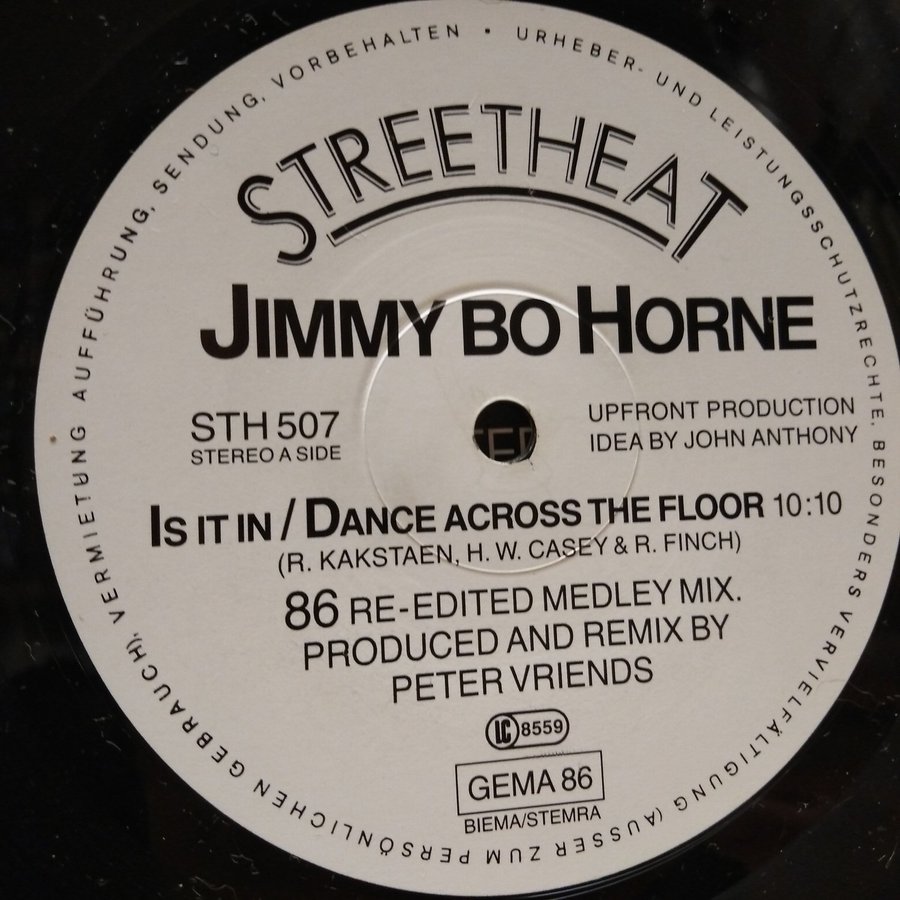 URHEBER- UND LEISTUNGSSCHUTZRECHTE, BESONDERS VERVIELFÄLTIGUNG (AUSSER ZUM PERSÖNLICHEN GEBRAUCH), VERMIETUNG AUFFÜHRUNG, SENDUNG, VORBEHALTEN •
STREETHEAT
JIMMY BO HORNE
STH 507
STEREO A SIDE
UPFRONT PRODUCTION
IDEA BY JOHN ANTHONY
IS IT IN / DANCE ACROSS THE FLOOR 10:10
(R. KAKSTAEN, H. W. CASEY & R. FINCH)
86 RE-EDITED MEDLEY MIX.
PRODUCED AND REMIX BY
PETER VRIENDS
LC 8559
GEMA 86
BIEMA/STEMRA